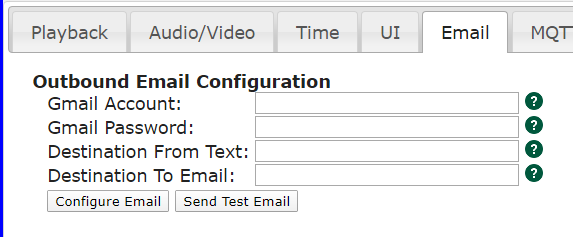 Playback Audio/Video Time UI Email MQTT
Outbound Email Configuration
Gmail Account: ?
Gmail Password: ?
Destination From Text: ?
Destination To Email: ?
Configure Email Send Test Email